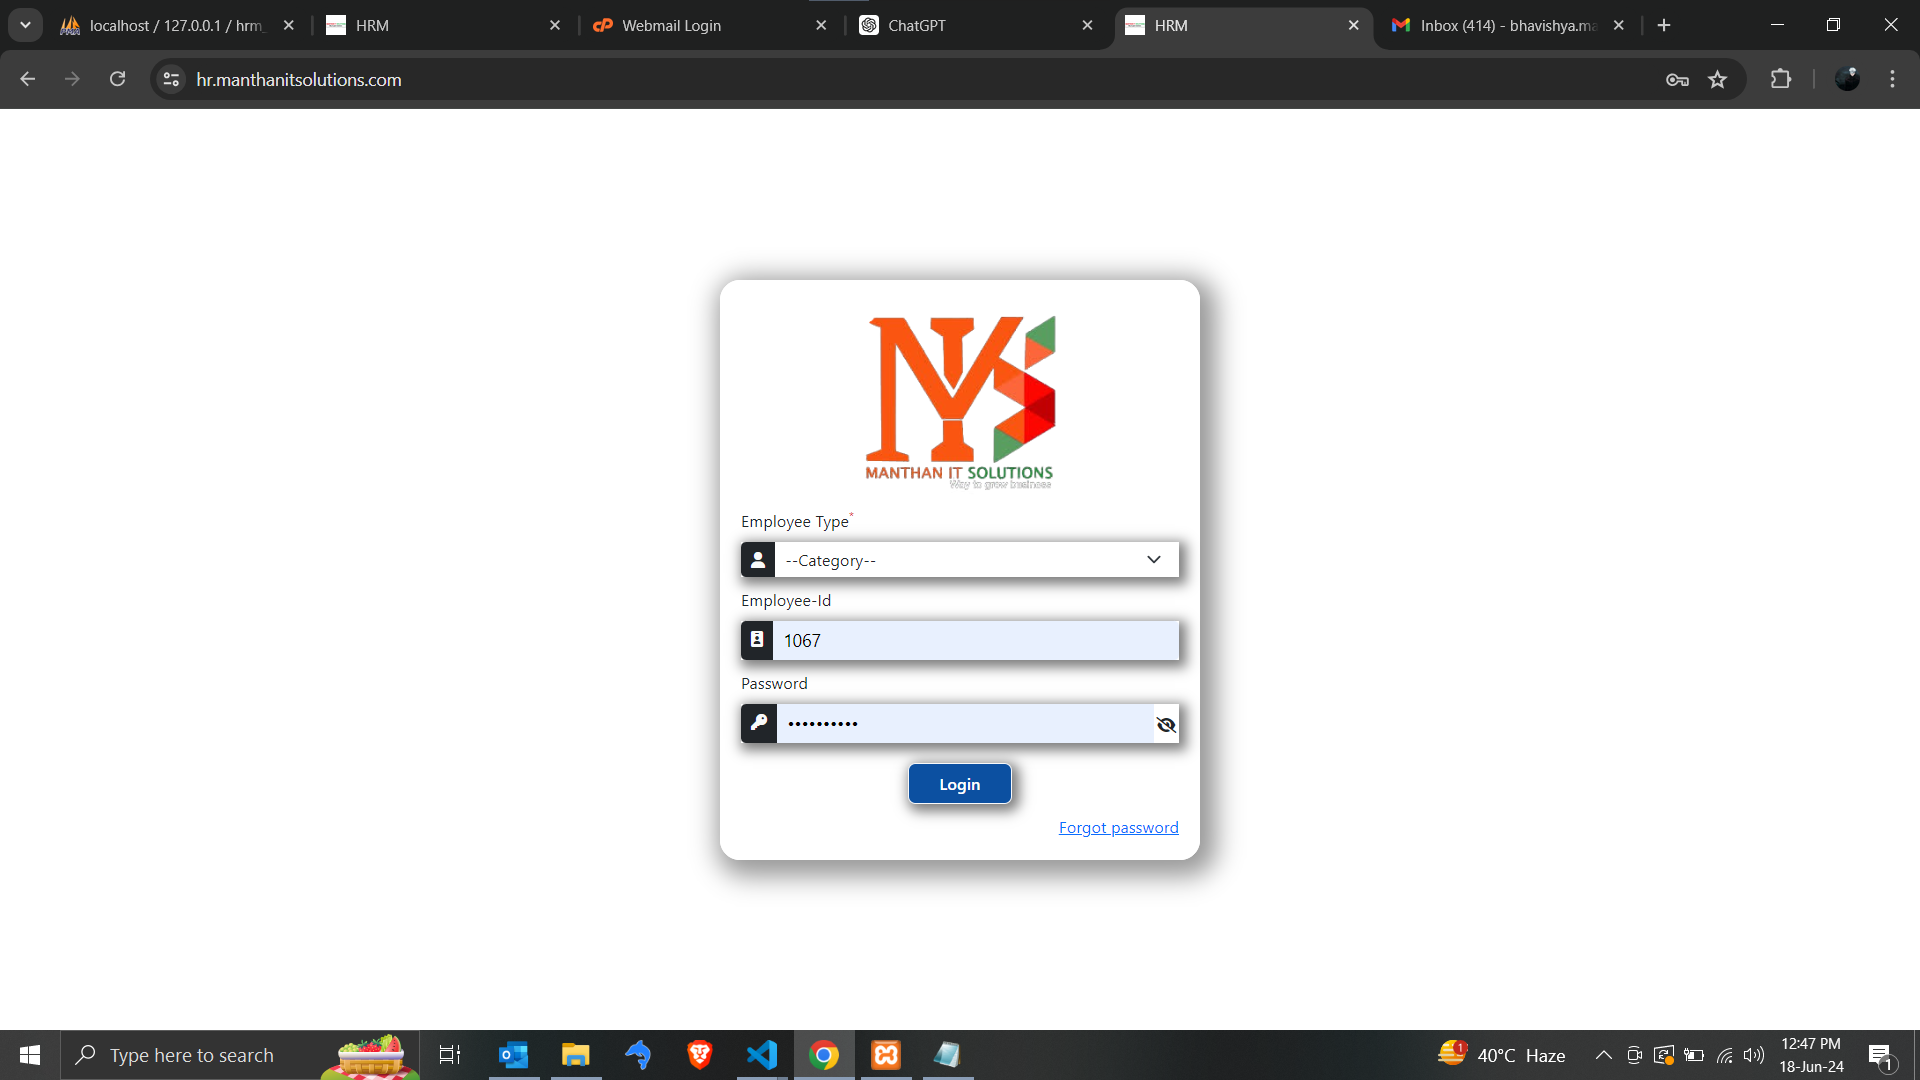 localhost / 127.0.0.1 / hrm_
HRM
Webmail Login
ChatGPT
HRM
Inbox (414) - bhavishya.ma
hr.manthanitsolutions.com
MANTHAN IT SOLUTIONS
Way to grow business
Employee Type*
--Category--
Employee-Id
1067
Password
••••••••••
Login
Forgot password
Type here to search
1
40°C Haze
12:47 PM
18-Jun-24
1